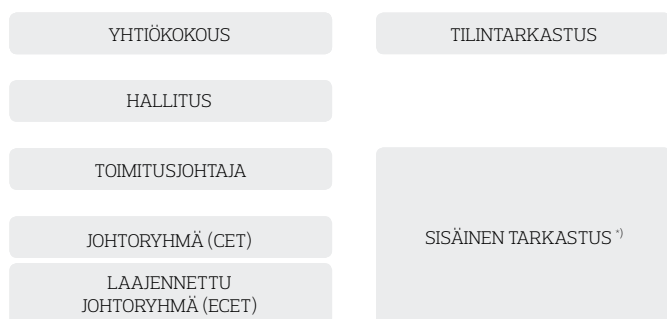 YHTIÖKOKOUS
TILINTARKASTUS
HALLITUS
TOIMITUSJOHTAJA
JOHTORYHMÄ (CET)
SISÄINEN TARKASTUS *)
LAAJENNETTU
JOHTORYHMÄ (ECET)